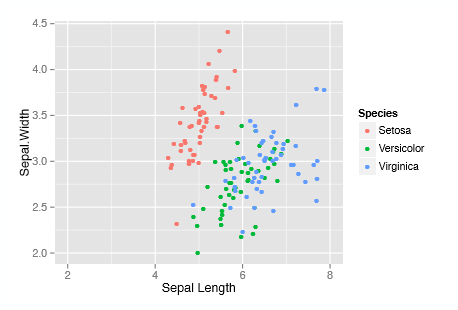 4.5
4.0
3.5
3.0
2.5
2.0
Sepal.Width
2 4 6 8
Sepal Length
Species
Setosa
Versicolor
Virginica